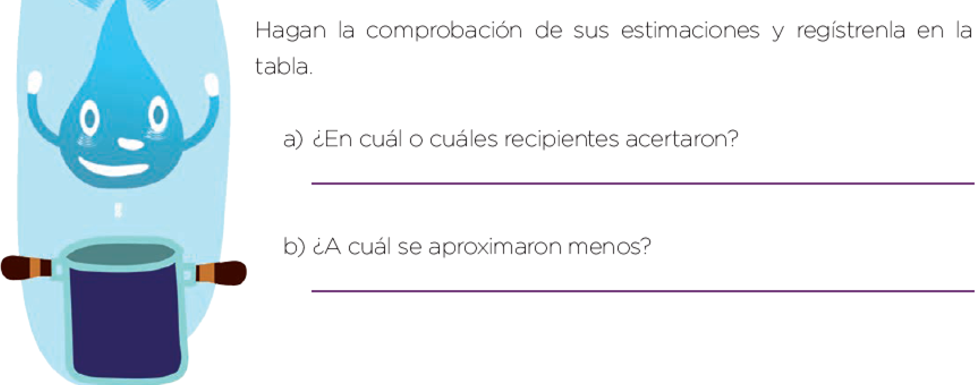 Hagan la comprobación de sus estimaciones y regístrenla en la
tabla.
a) ¿En cuál o cuáles recipientes acertaron?
b) ¿A cuál se aproximaron menos?